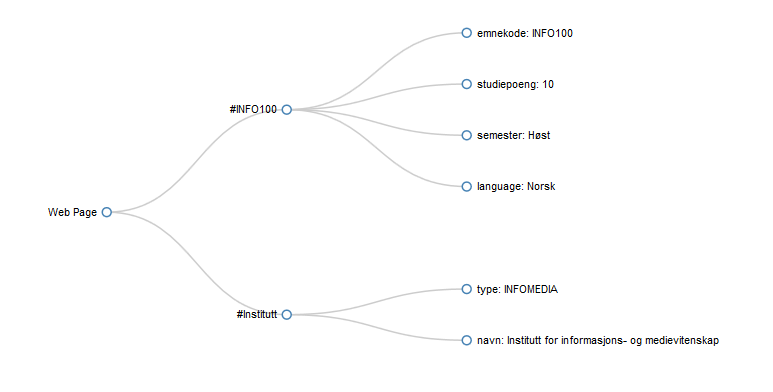 emnekode: INFO100
studiepoeng: 10
#INFO100
semester: Høst
language: Norsk
Web Page
type: INFOMEDIA
#Institutt
navn: Institutt for informasjons- og medievitenskap